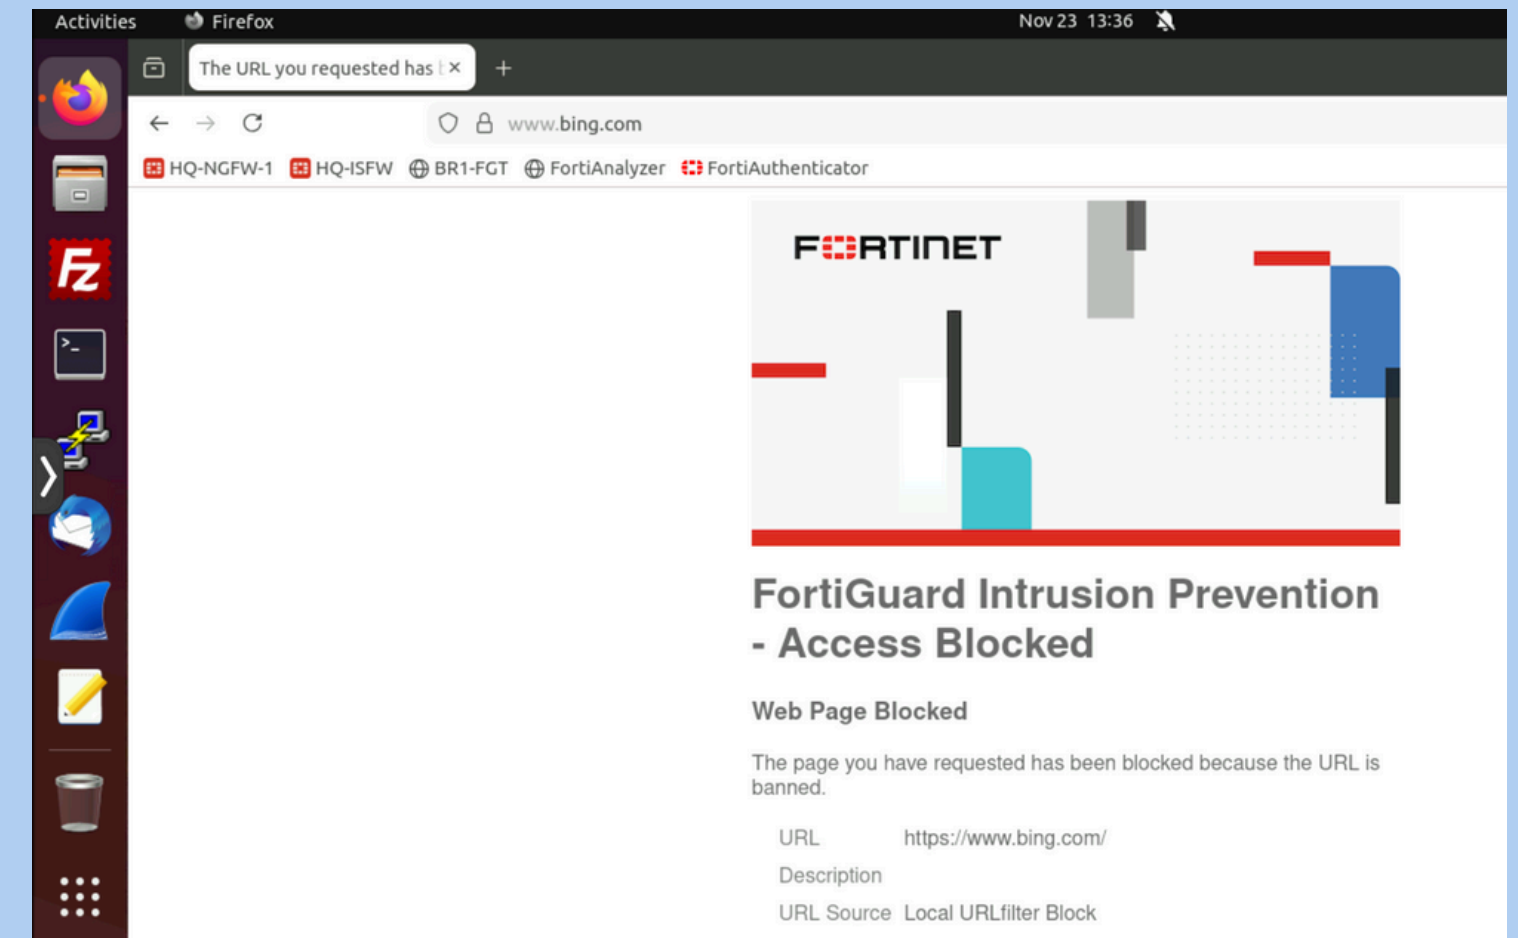 Activities Firefox Nov 23 13:36
The URL you requested has
www.bing.com
HQ-NGFW-1 HQ-ISFW BR1-FGT FortiAnalyzer FortiAuthenticator
FORTINET
FortiGuard Intrusion Prevention
- Access Blocked
Web Page Blocked
The page you have requested has been blocked because the URL is
banned.
URL https://www.bing.com/
Description
URL Source Local URLfilter Block
Fz
>_